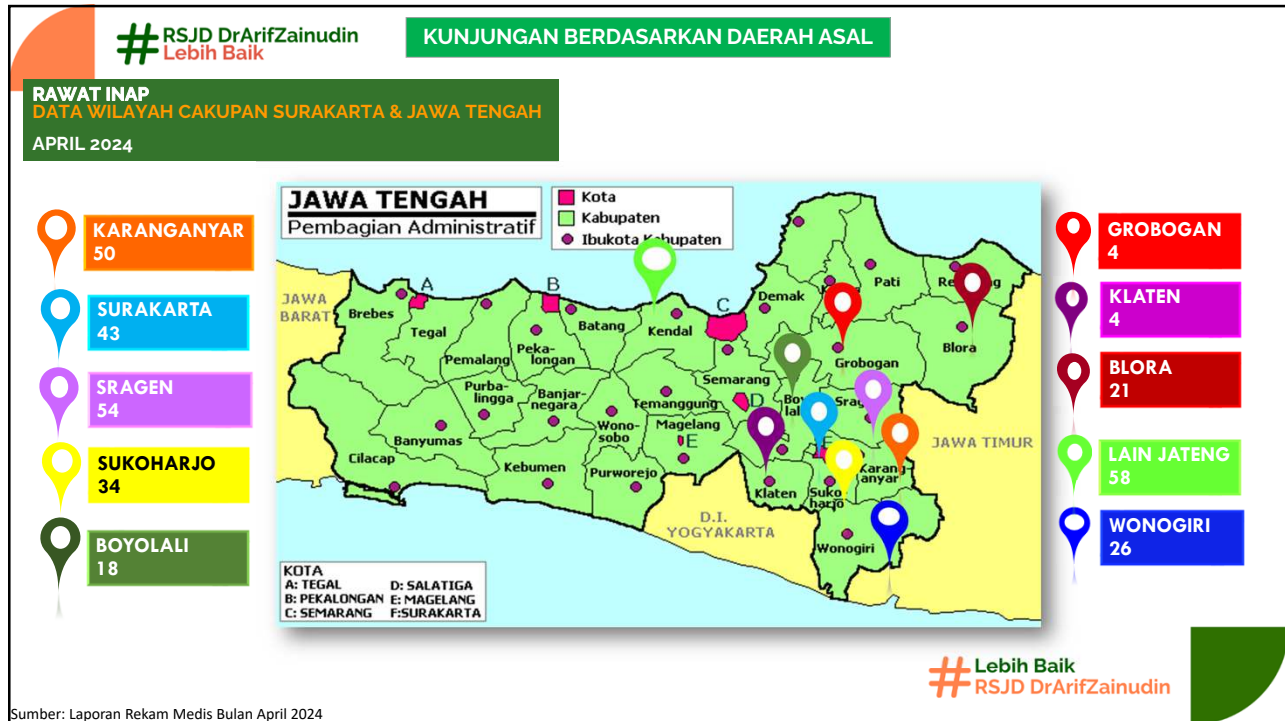 #RSJD DrArifZainudin
Lebih Baik
KUNJUNGAN BERDASARKAN DAERAH ASAL
RAWAT INAP
DATA WILAYAH CAKUPAN SURAKARTA & JAWA TENGAH
APRIL 2024
KARANGANYAR
50
SURAKARTA
43
SRAGEN
54
SUKOHARJO
34
BOYOLALI
18
JAWA TENGAH
Pembagian Administratif
Kota
Kabupaten
Ibukota Kabupaten
JAWA
BARAT
A
B
C
Brebes
Tegal
Pemalang
Peka-
longan
Batang
Kendal
Demak
Pati
Blora
Grobogan
Semarang
D
Purba-
lingga
Banjar-
negara
Wono-
sobo
Temanggung
Magelang
E
Banyumas
Cilacap
Kebumen
Purworejo
Boy
lali
Srag
F
Klaten
Suko
harjo
Karang
anyar
Wonogiri
JAWA TIMUR
D.I.
YOGYAKARTA
KOTA
A: TEGAL D: SALATIGA
B: PEKALONGAN E: MAGELANG
C: SEMARANG F:SURAKARTA
GROBOGAN
4
KLATEN
4
BLORA
21
LAIN JATENG
58
WONOGIRI
26
#Lebih Baik
RSJD DrArifZainudin
Sumber: Laporan Rekam Medis Bulan April 2024